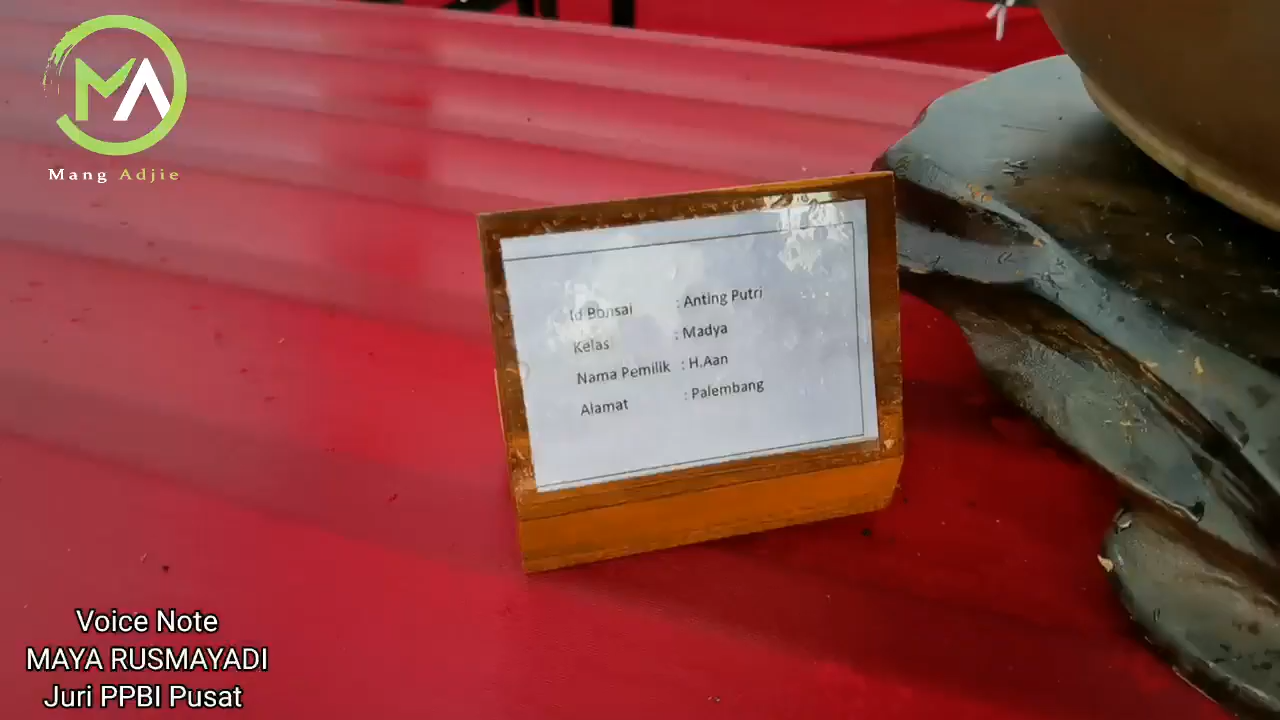 MA
Mang Adjie
Id Bonsai : Anting Putri
Kelas : Madya
Nama Pemilik : H.Aan
Alamat : Palembang
Voice Note
MAYA RUSMAYADI
Juri PPBI Pusat